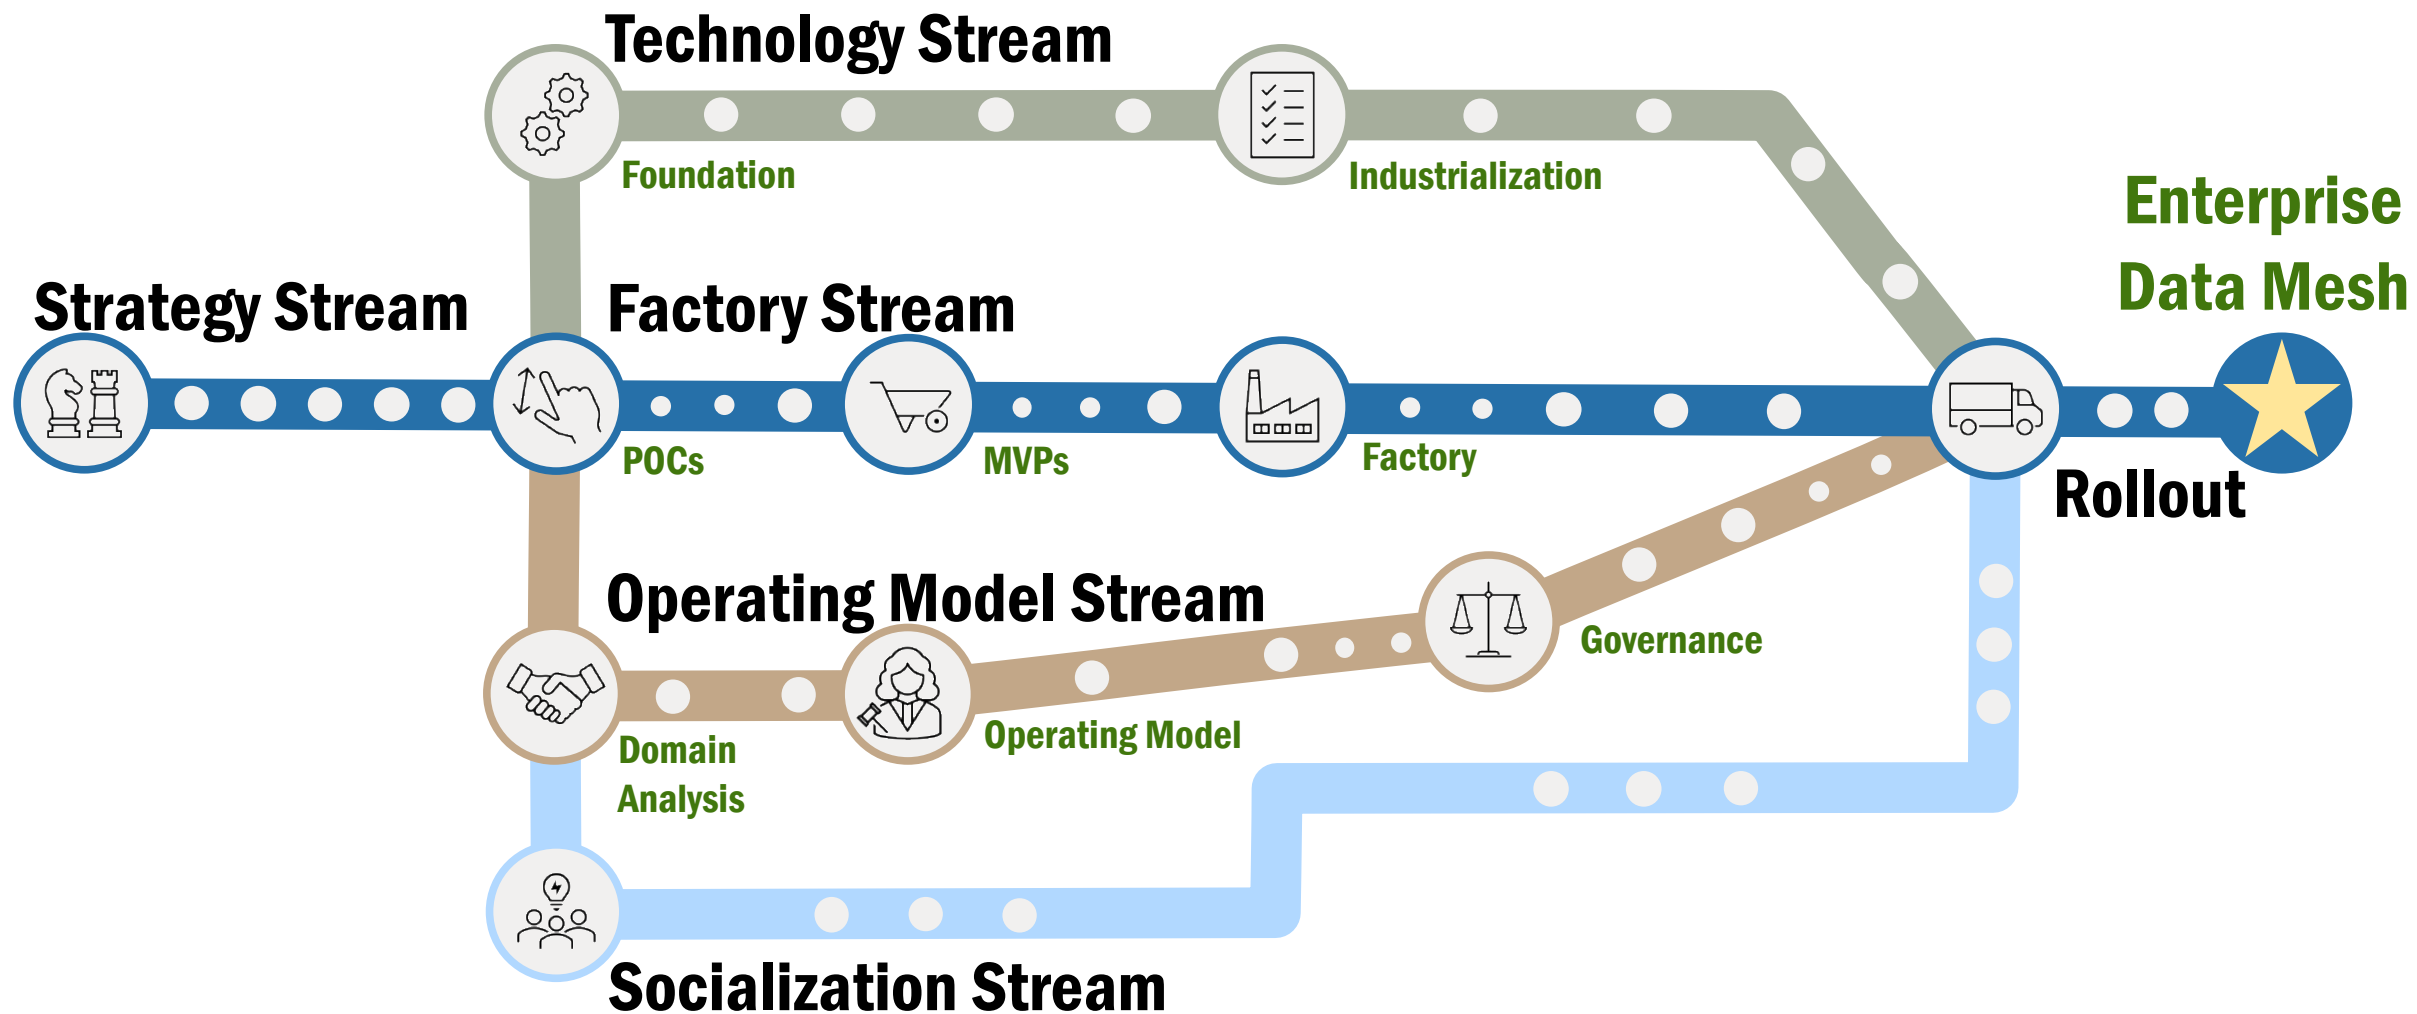 Technology Stream
Foundation
Industrialization
Enterprise
Data Mesh
Strategy Stream
Factory Stream
POCs
MVPs
Factory
Rollout
Operating Model Stream
Governance
Domain
Analysis
Operating Model
Socialization Stream